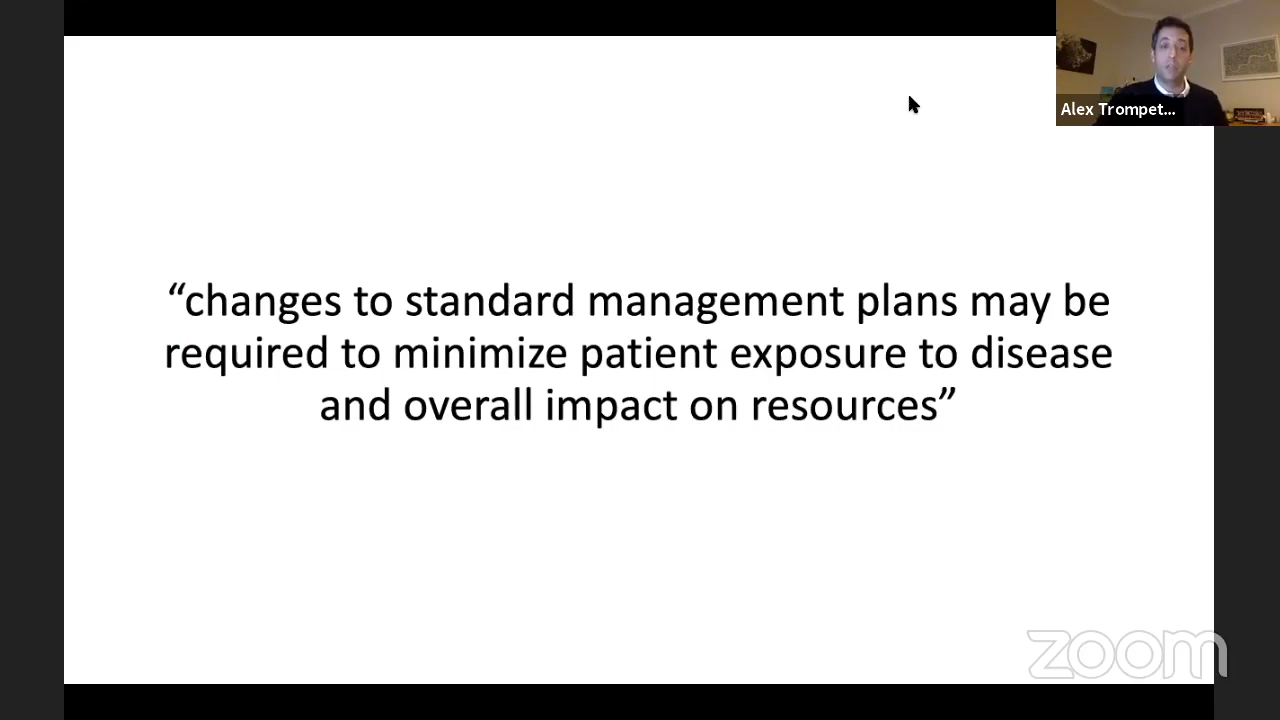 Alex Trompet...
“changes to standard management plans may be
required to minimize patient exposure to disease
and overall impact on resources”
zoom